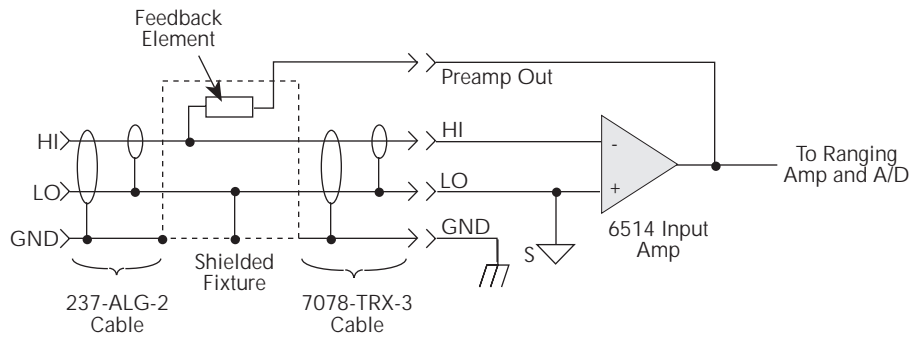 Feedback
Element
Preamp Out
HI
HI
-
To Ranging
Amp and A/D
LO
LO
+
6514 Input
Amp
GND
GND
S
Shielded
Fixture
237-ALG-2
Cable
7078-TRX-3
Cable